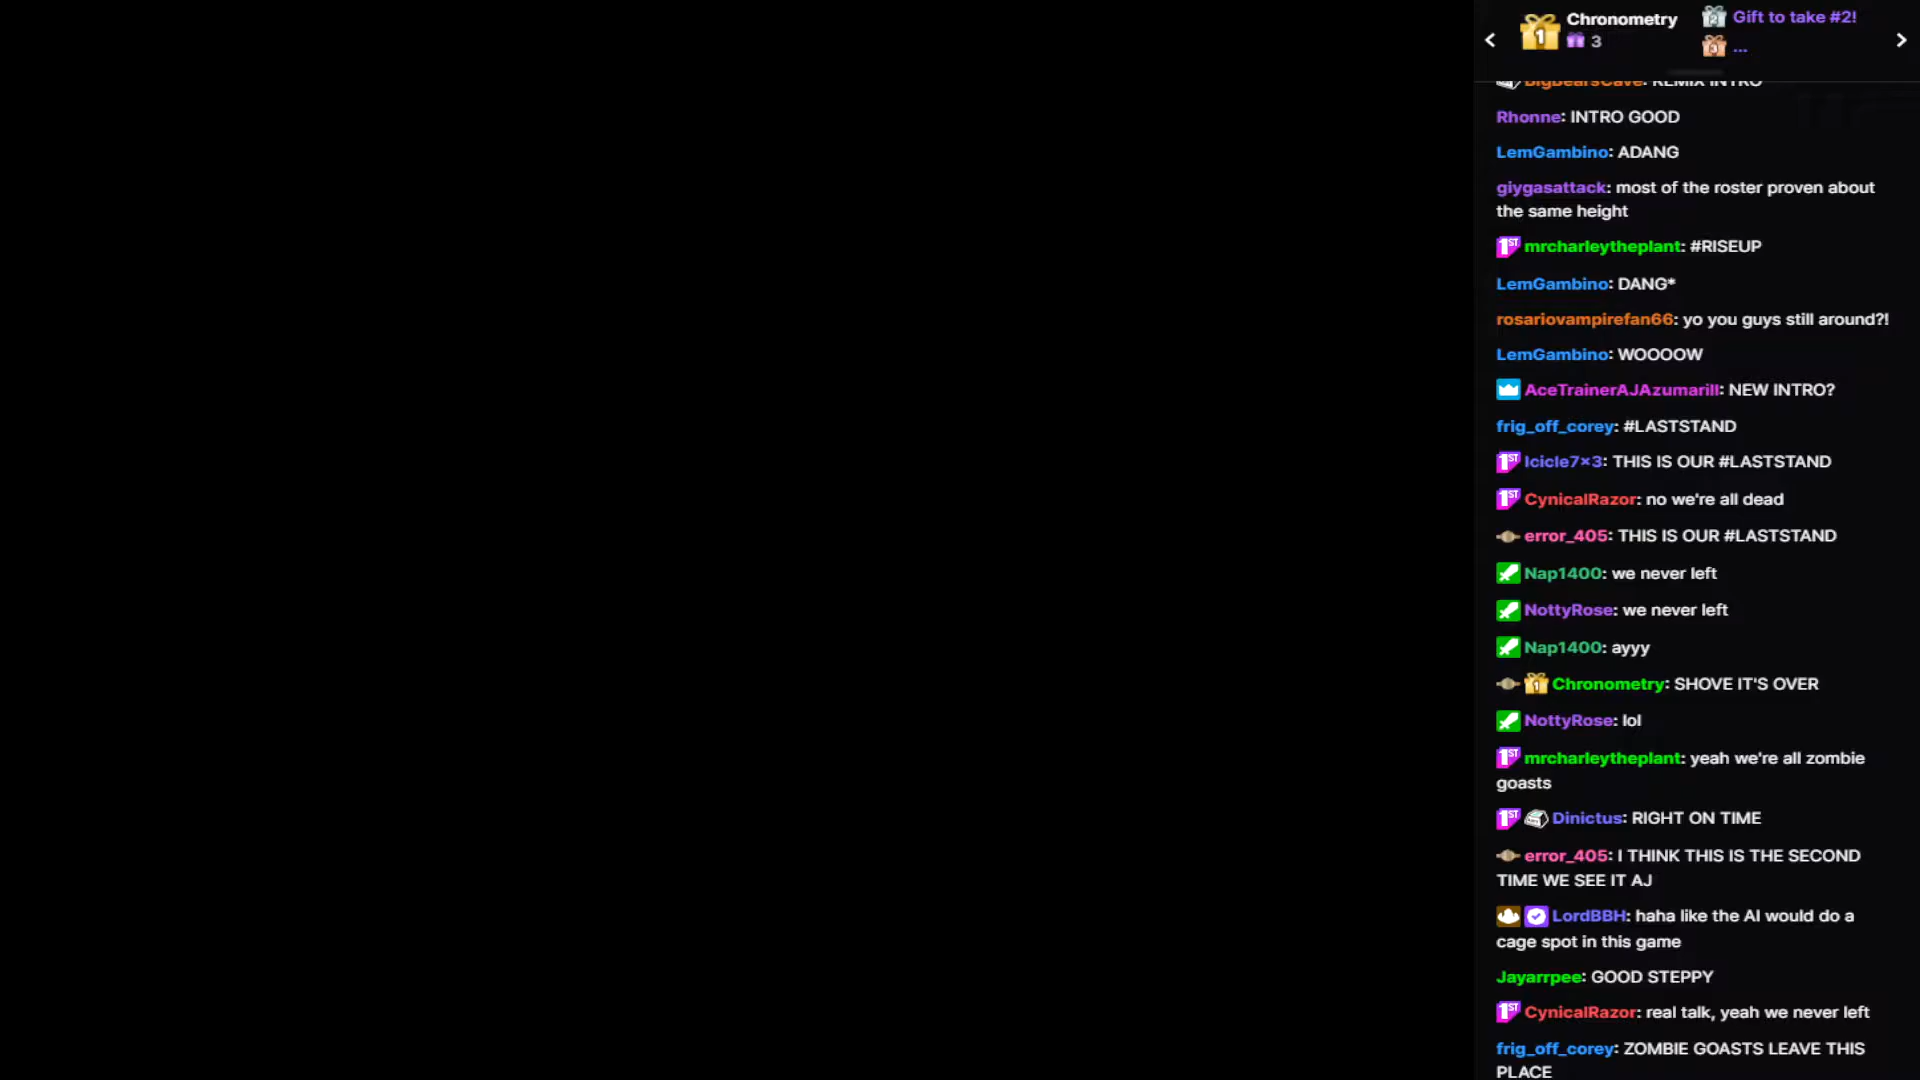 Chronometry
3
Gift to take #2!
...
BigBearsCave: REMIX INTRO
Rhonne: INTRO GOOD
LemGambino: ADANG
giygasattack: most of the roster proven about
the same height
mrcharleytheplant: #RISEUP
LemGambino: DANG*
rosariovampirefan66: yo you guys still around?!
LemGambino: WOOOOW
AceTrainerAJAzumarill: NEW INTRO?
frig_off_corey: #LASTSTAND
Icicle7x3: THIS IS OUR #LASTSTAND
CynicalRazor: no we're all dead
error_405: THIS IS OUR #LASTSTAND
Nap1400: we never left
NottyRose: we never left
Nap1400: ayyy
Chronometry: SHOVE IT'S OVER
NottyRose: lol
mrcharleytheplant: yeah we're all zombie
goasts
Dinictus: RIGHT ON TIME
error_405: I THINK THIS IS THE SECOND
TIME WE SEE IT AJ
LordBBH: haha like the AI would do a
cage spot in this game
Jayarrpee: GOOD STEPPY
CynicalRazor: real talk, yeah we never left
frig_off_corey: ZOMBIE GOASTS LEAVE THIS
PLACE